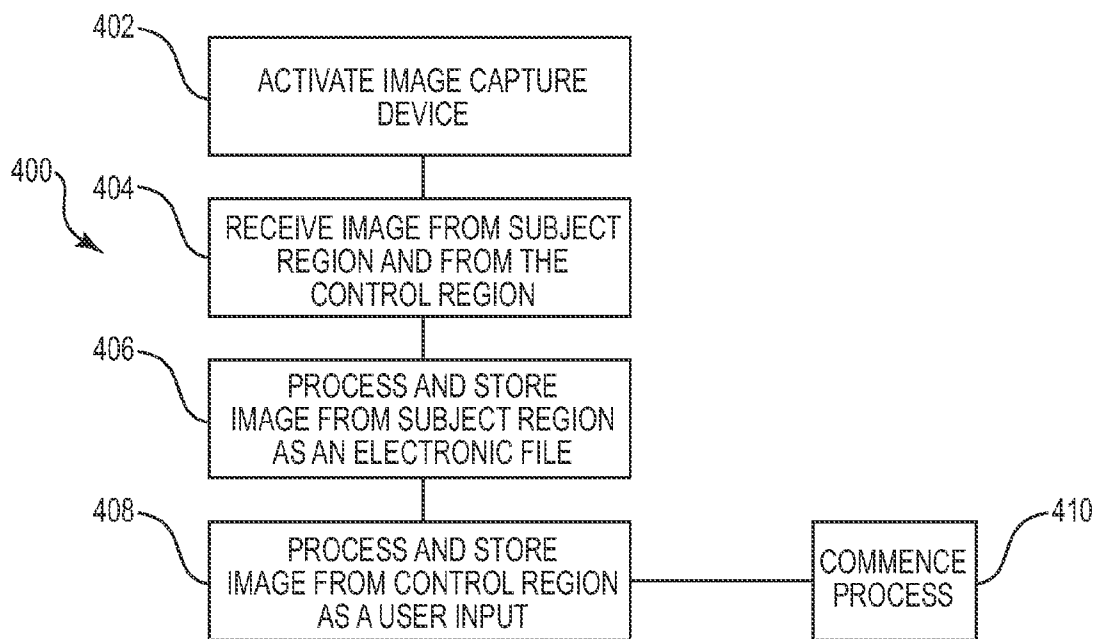 402
ACTIVATE IMAGE CAPTURE
DEVICE
400
404
RECEIVE IMAGE FROM SUBJECT
REGION AND FROM THE
CONTROL REGION
406
PROCESS AND STORE
IMAGE FROM SUBJECT REGION
AS AN ELECTRONIC FILE
408
PROCESS AND STORE
IMAGE FROM CONTROL REGION
AS A USER INPUT
410
COMMENCE
PROCESS